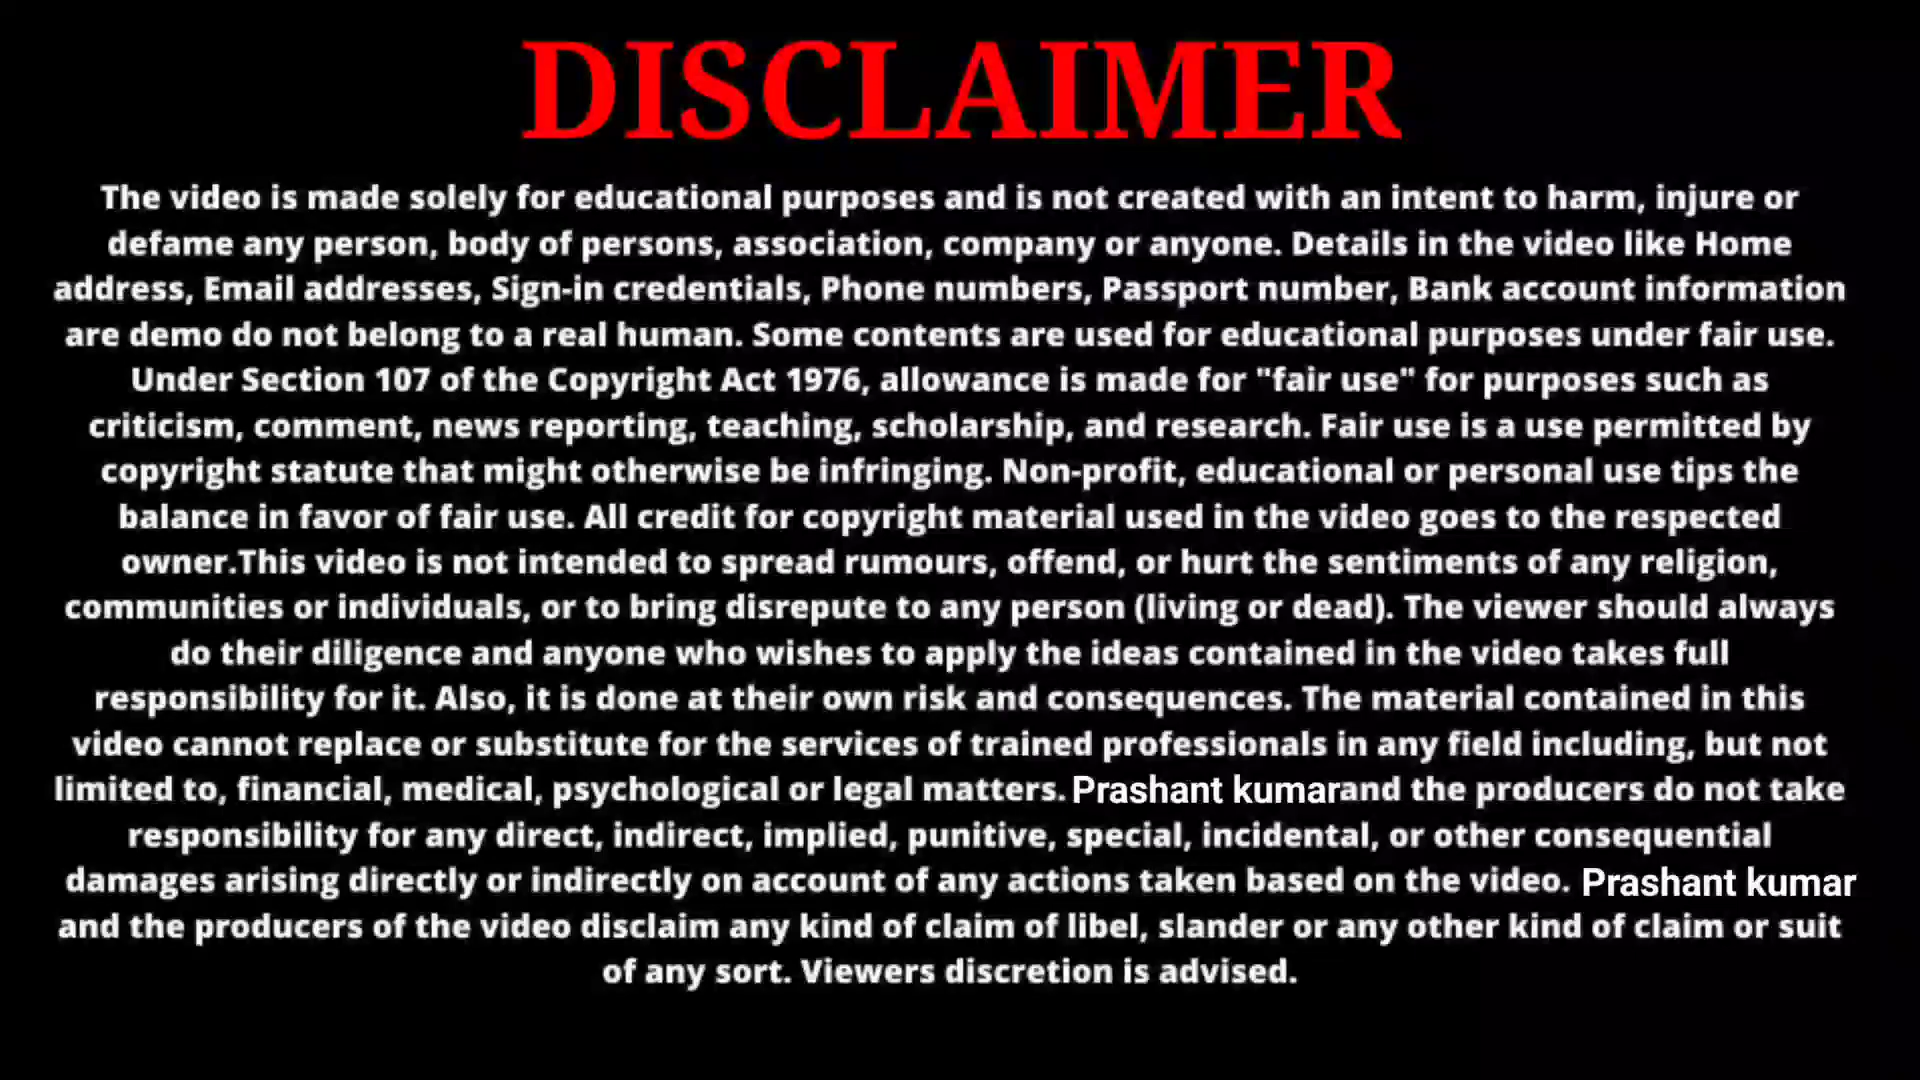 DISCLAIMER
The video is made solely for educational purposes and is not created with an intent to harm, injure or
defame any person, body of persons, association, company or anyone. Details in the video like Home
address, Email addresses, Sign-in credentials, Phone numbers, Passport number, Bank account information
are demo do not belong to a real human. Some contents are used for educational purposes under fair use.
Under Section 107 of the Copyright Act 1976, allowance is made for "fair use" for purposes such as
criticism, comment, news reporting, teaching, scholarship, and research. Fair use is a use permitted by
copyright statute that might otherwise be infringing. Non-profit, educational or personal use tips the
balance in favor of fair use. All credit for copyright material used in the video goes to the respected
owner.This video is not intended to spread rumours, offend, or hurt the sentiments of any religion,
communities or individuals, or to bring disrepute to any person (living or dead). The viewer should always
do their diligence and anyone who wishes to apply the ideas contained in the video takes full
responsibility for it. Also, it is done at their own risk and consequences. The material contained in this
video cannot replace or substitute for the services of trained professionals in any field including, but not
limited to, financial, medical, psychological or legal matters. Prashant kumarand the producers do not take
responsibility for any direct, indirect, implied, punitive, special, incidental, or other consequential
damages arising directly or indirectly on account of any actions taken based on the video. Prashant kumar
and the producers of the video disclaim any kind of claim of libel, slander or any other kind of claim or suit
of any sort. Viewers discretion is advised.